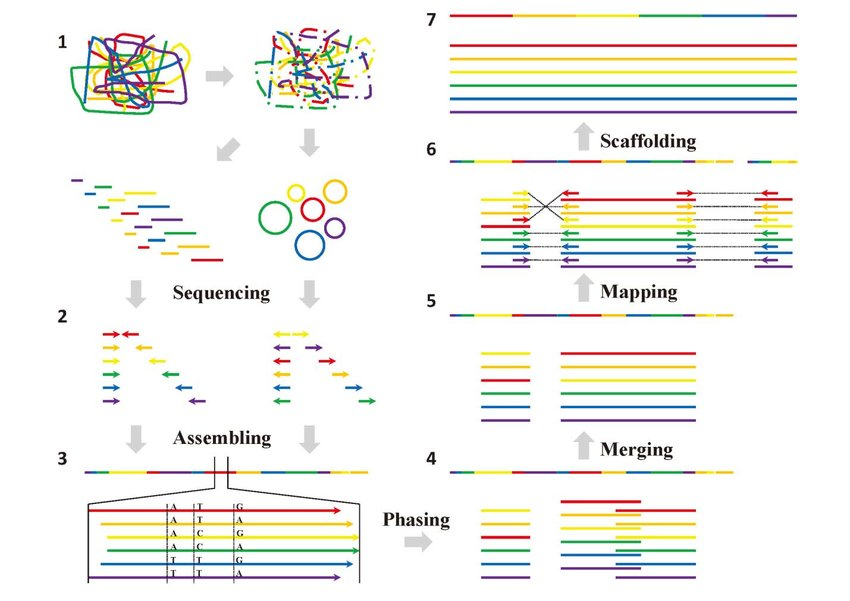 1
Sequencing
2
Assembling
3
A T G
A T A
A C G
A C A
T T G
T T A
Phasing
4
Merging
5
Mapping
6
Scaffolding
7